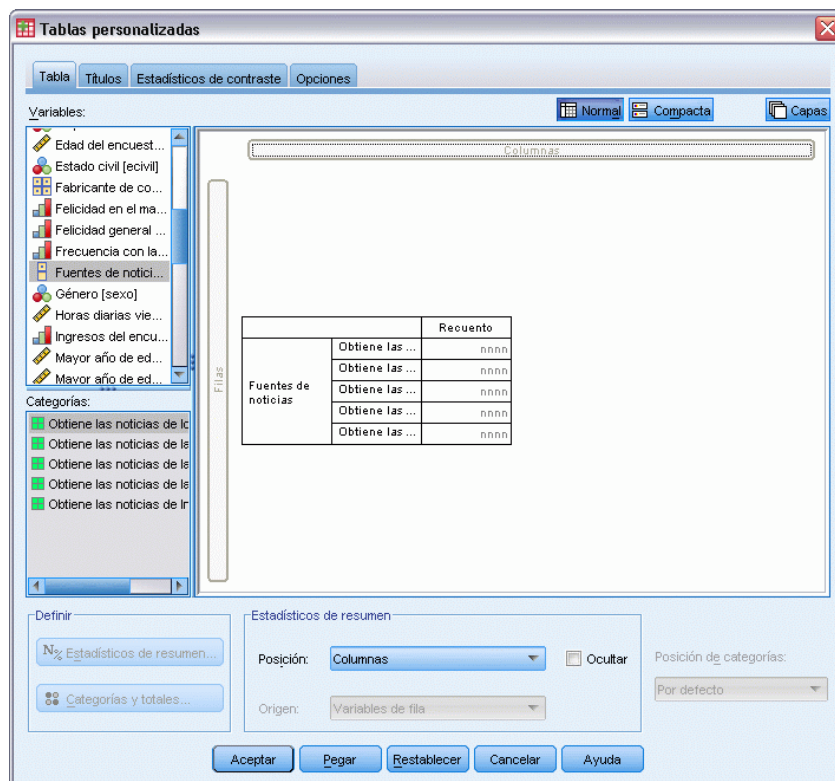 Tablas personalizadas
Tabla
Títulos
Estadísticos de contraste
Opciones
Variables:
Normal
Compacta
Capas
Edad del encuest...
Estado civil [ecivil]
Fabricante de co...
Felicidad en el ma...
Felicidad general ...
Frecuencia con la...
Fuentes de notici...
Género [sexo]
Horas diarias vie...
Ingresos del encu...
Mayor año de ed...
Mayor año de ed...
Categorías:
Obtiene las noticias de lo
Obtiene las noticias de la
Obtiene las noticias de la
Obtiene las noticias de la
Obtiene las noticias de In
Columnas
Filas
Recuento
Fuentes de noticias
Obtiene las ... nnnn
Obtiene las ... nnnn
Obtiene las ... nnnn
Obtiene las ... nnnn
Obtiene las ... nnnn
Definir
N% Estadísticos de resumen...
Categorías y totales...
Estadísticos de resumen
Posición: Columnas
Ocultar
Origen: Variables de fila
Posición de categorías:
Por defecto
Aceptar
Pegar
Restablecer
Cancelar
Ayuda